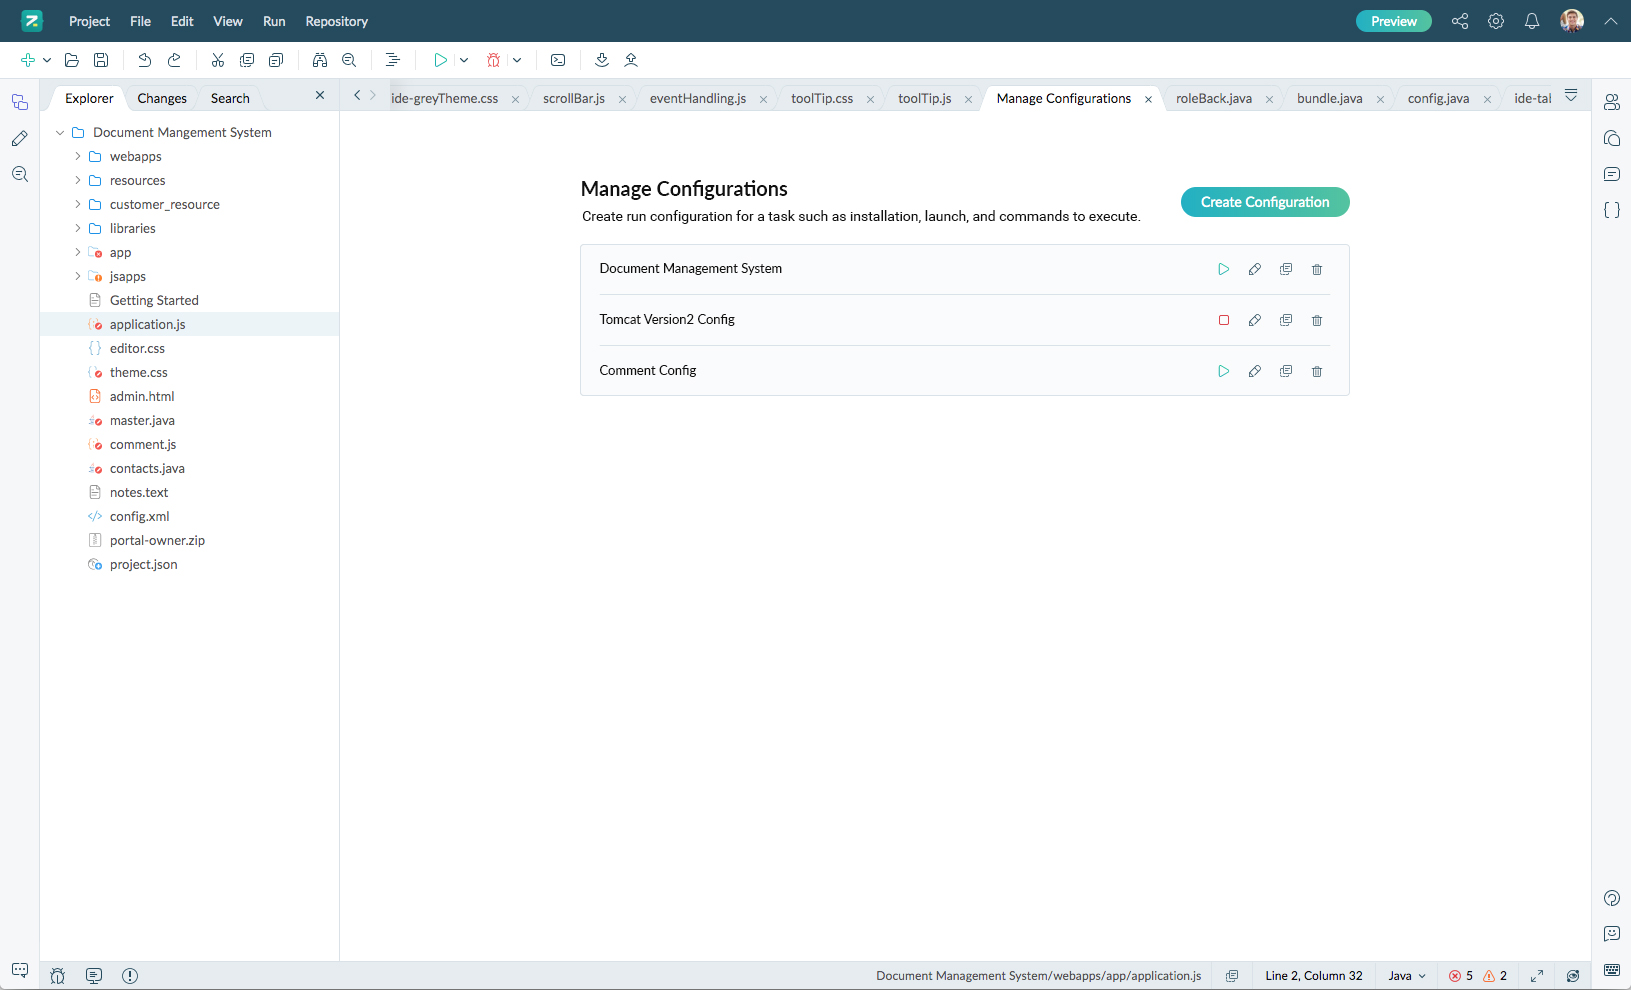 Project File Edit View Run Repository Preview
Explorer Changes Search
ide-greyTheme.css scrollBar.js eventHandling.js toolTip.css toolTip.js Manage Configurations roleBack.java bundle.java config.java ide-tal
Document Mangement System
webapps
resources
customer_resource
libraries
app
jsapps
Getting Started
application.js
editor.css
theme.css
admin.html
master.java
comment.js
contacts.java
notes.text
config.xml
portal-owner.zip
project.json
Manage Configurations
Create run configuration for a task such as installation, launch, and commands to execute.
Create Configuration
Document Management System
Tomcat Version2 Config
Comment Config
Document Management System/webapps/app/application.js Line 2, Column 32 Java 5 2